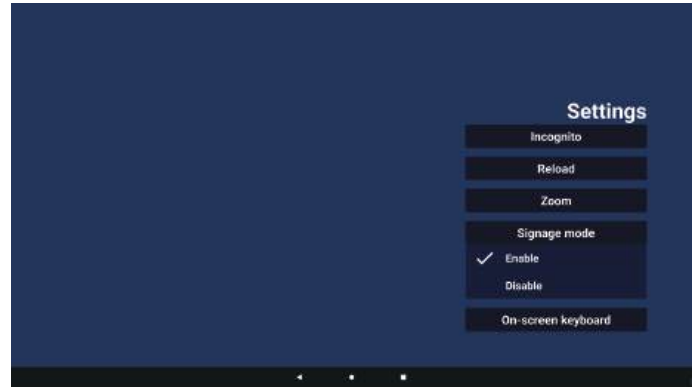 Settings
Incognito
Reload
Zoom
Signage mode
Enable
Disable
On-screen keyboard